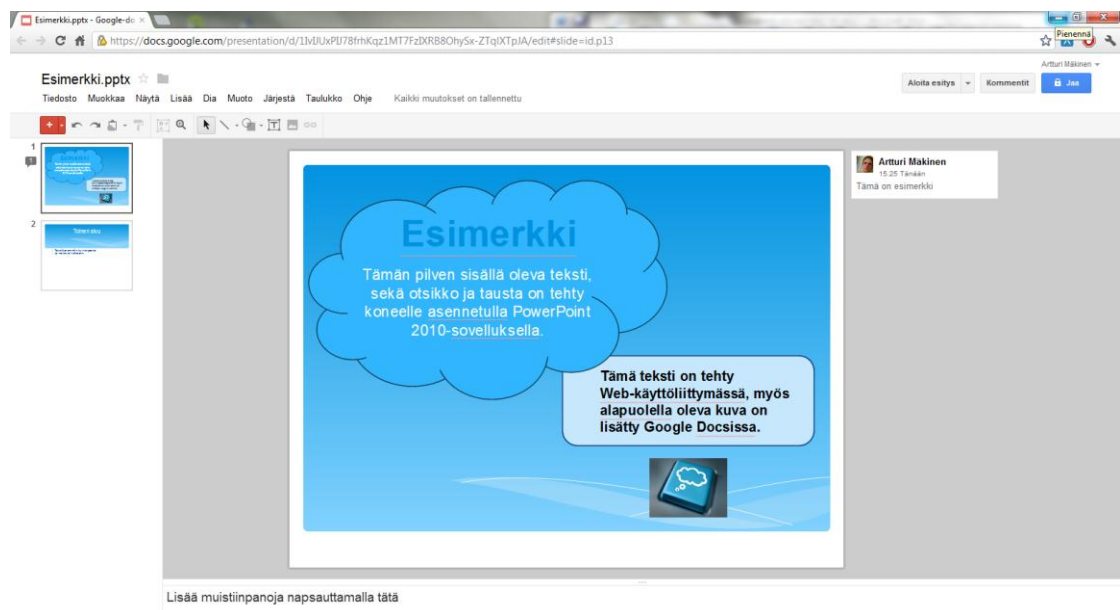 Esimerkki.pptx - Google-do
Pienennä
https://docs.google.com/presentation/d/1IvIJUxPIJ78frhKqz1MT7FzIXRB8OhySx-ZTqIXTpJA/edit#slide=id.p13
Artturi Mäkinen
Esimerkki.pptx
Aloita esitys
Kommentit
Jaa
Tiedosto Muokkaa Näytä Lisää Dia Muoto Järjestä Taulukko Ohje Kaikki muutokset on tallennettu
1
Esimerkki
2
Toinen sivu
Esimerkki
Tämän pilven sisällä oleva teksti,
sekä otsikko ja tausta on tehty
koneelle asennetulla PowerPoint
2010-sovelluksella.
Tämä teksti on tehty
Web-käyttöliittymässä, myös
alapuolella oleva kuva on
lisätty Google Docsissa.
Artturi Mäkinen
15.25 Tänään
Tämä on esimerkki
Lisää muistiinpanoja napsauttamalla tätä